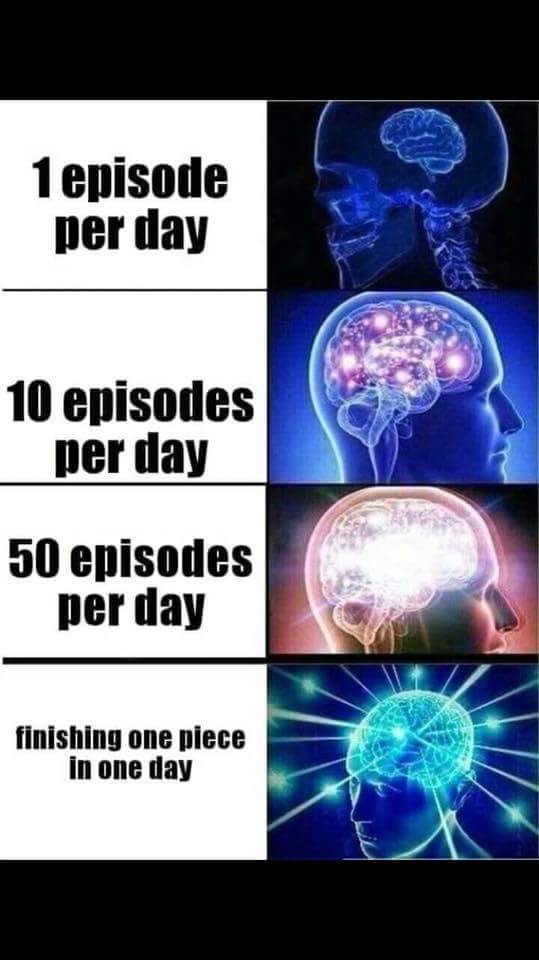 1 episode
per day
10 episodes
per day
50 episodes
per day
finishing one piece
in one day